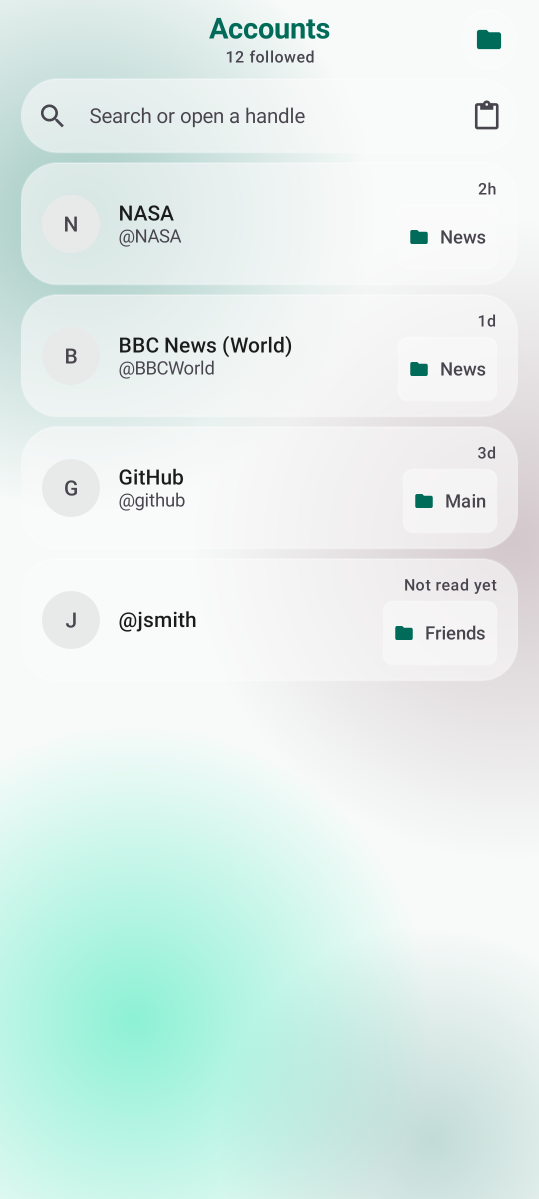 Accounts
12 followed
Search or open a handle
2h
N
NASA
@NASA
News
1d
B
BBC News (World)
@BBCWorld
News
3d
G
GitHub
@github
Main
Not read yet
J
@jsmith
Friends